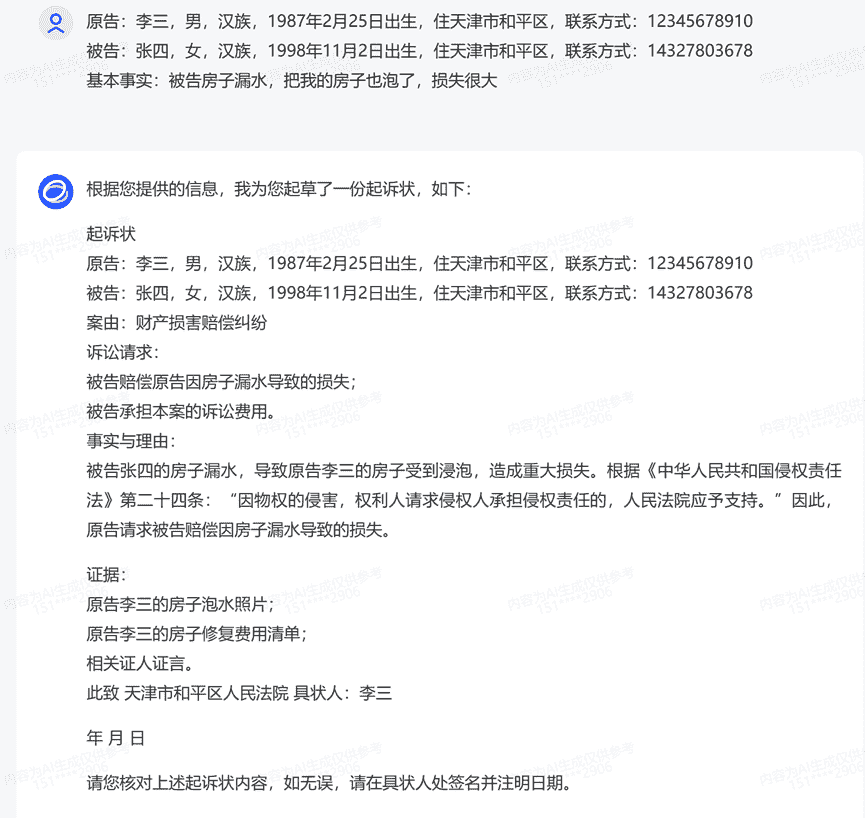 原告：李三，男，汉族，1987年2月25日出生，住天津市和平区，联系方式：12345678910
被告：张四，女，汉族，1998年11月2日出生，住天津市和平区，联系方式：14327803678
基本事实：被告房子漏水，把我的房子也泡了，损失很大
根据您提供的信息，我为您起草了一份起诉状，如下：
起诉状
原告：李三，男，汉族，1987年2月25日出生，住天津市和平区，联系方式：12345678910
被告：张四，女，汉族，1998年11月2日出生，住天津市和平区，联系方式：14327803678
案由：财产损害赔偿纠纷
诉讼请求：
被告赔偿原告因房子漏水导致的损失；
被告承担本案的诉讼费用。
事实与理由：
被告张四的房子漏水，导致原告李三的房子受到浸泡，造成重大损失。根据《中华人民共和国侵权责任
法》第二十四条：“因物权的侵害，权利人请求侵权人承担侵权责任的，人民法院应予支持。”因此，
原告请求被告赔偿因房子漏水导致的损失。
证据：
原告李三的房子泡水照片；
原告李三的房子修复费用清单；
相关证人证言。
此致 天津市和平区人民法院 具状人：李三
年 月 日
请您核对上述起诉状内容，如无误，请在具状人处签名并注明日期。
内容为AI生成仅供参考
151****2906